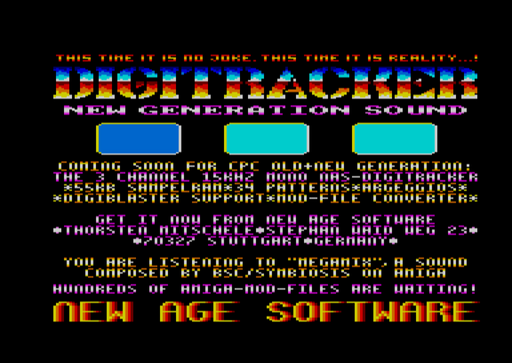 THIS TIME IT IS NO JOKE. THIS TIME IT IS REALITY...!
DIGITRACKER
NEW GENERATION SOUND
COMING SOON FOR CPC OLD+NEW GENERATION:
THE 3 CHANNEL 15KHZ MONO MAS-DIGITRACKER
*55KB SAMPELRAM*34 PATTERNS*ARGEGGIOS*
*DIGIBLASTER SUPPORT*MOD-FILE CONVERTER*
GET IT NOW FROM NEW AGE SOFTWARE
*THORSTEN MITSCHELE*STEPHAN WAID WEG 23*
*70327 STUTTGART*GERMANY*
YOU ARE LISTENING TO "MEGAMIX", A SOUND
COMPOSED BY BSC/SYMBIOSIS ON AMIGA
HUNDREDS OF AMIGA-MOD-FILES ARE WAITING!
NEW AGE SOFTWARE